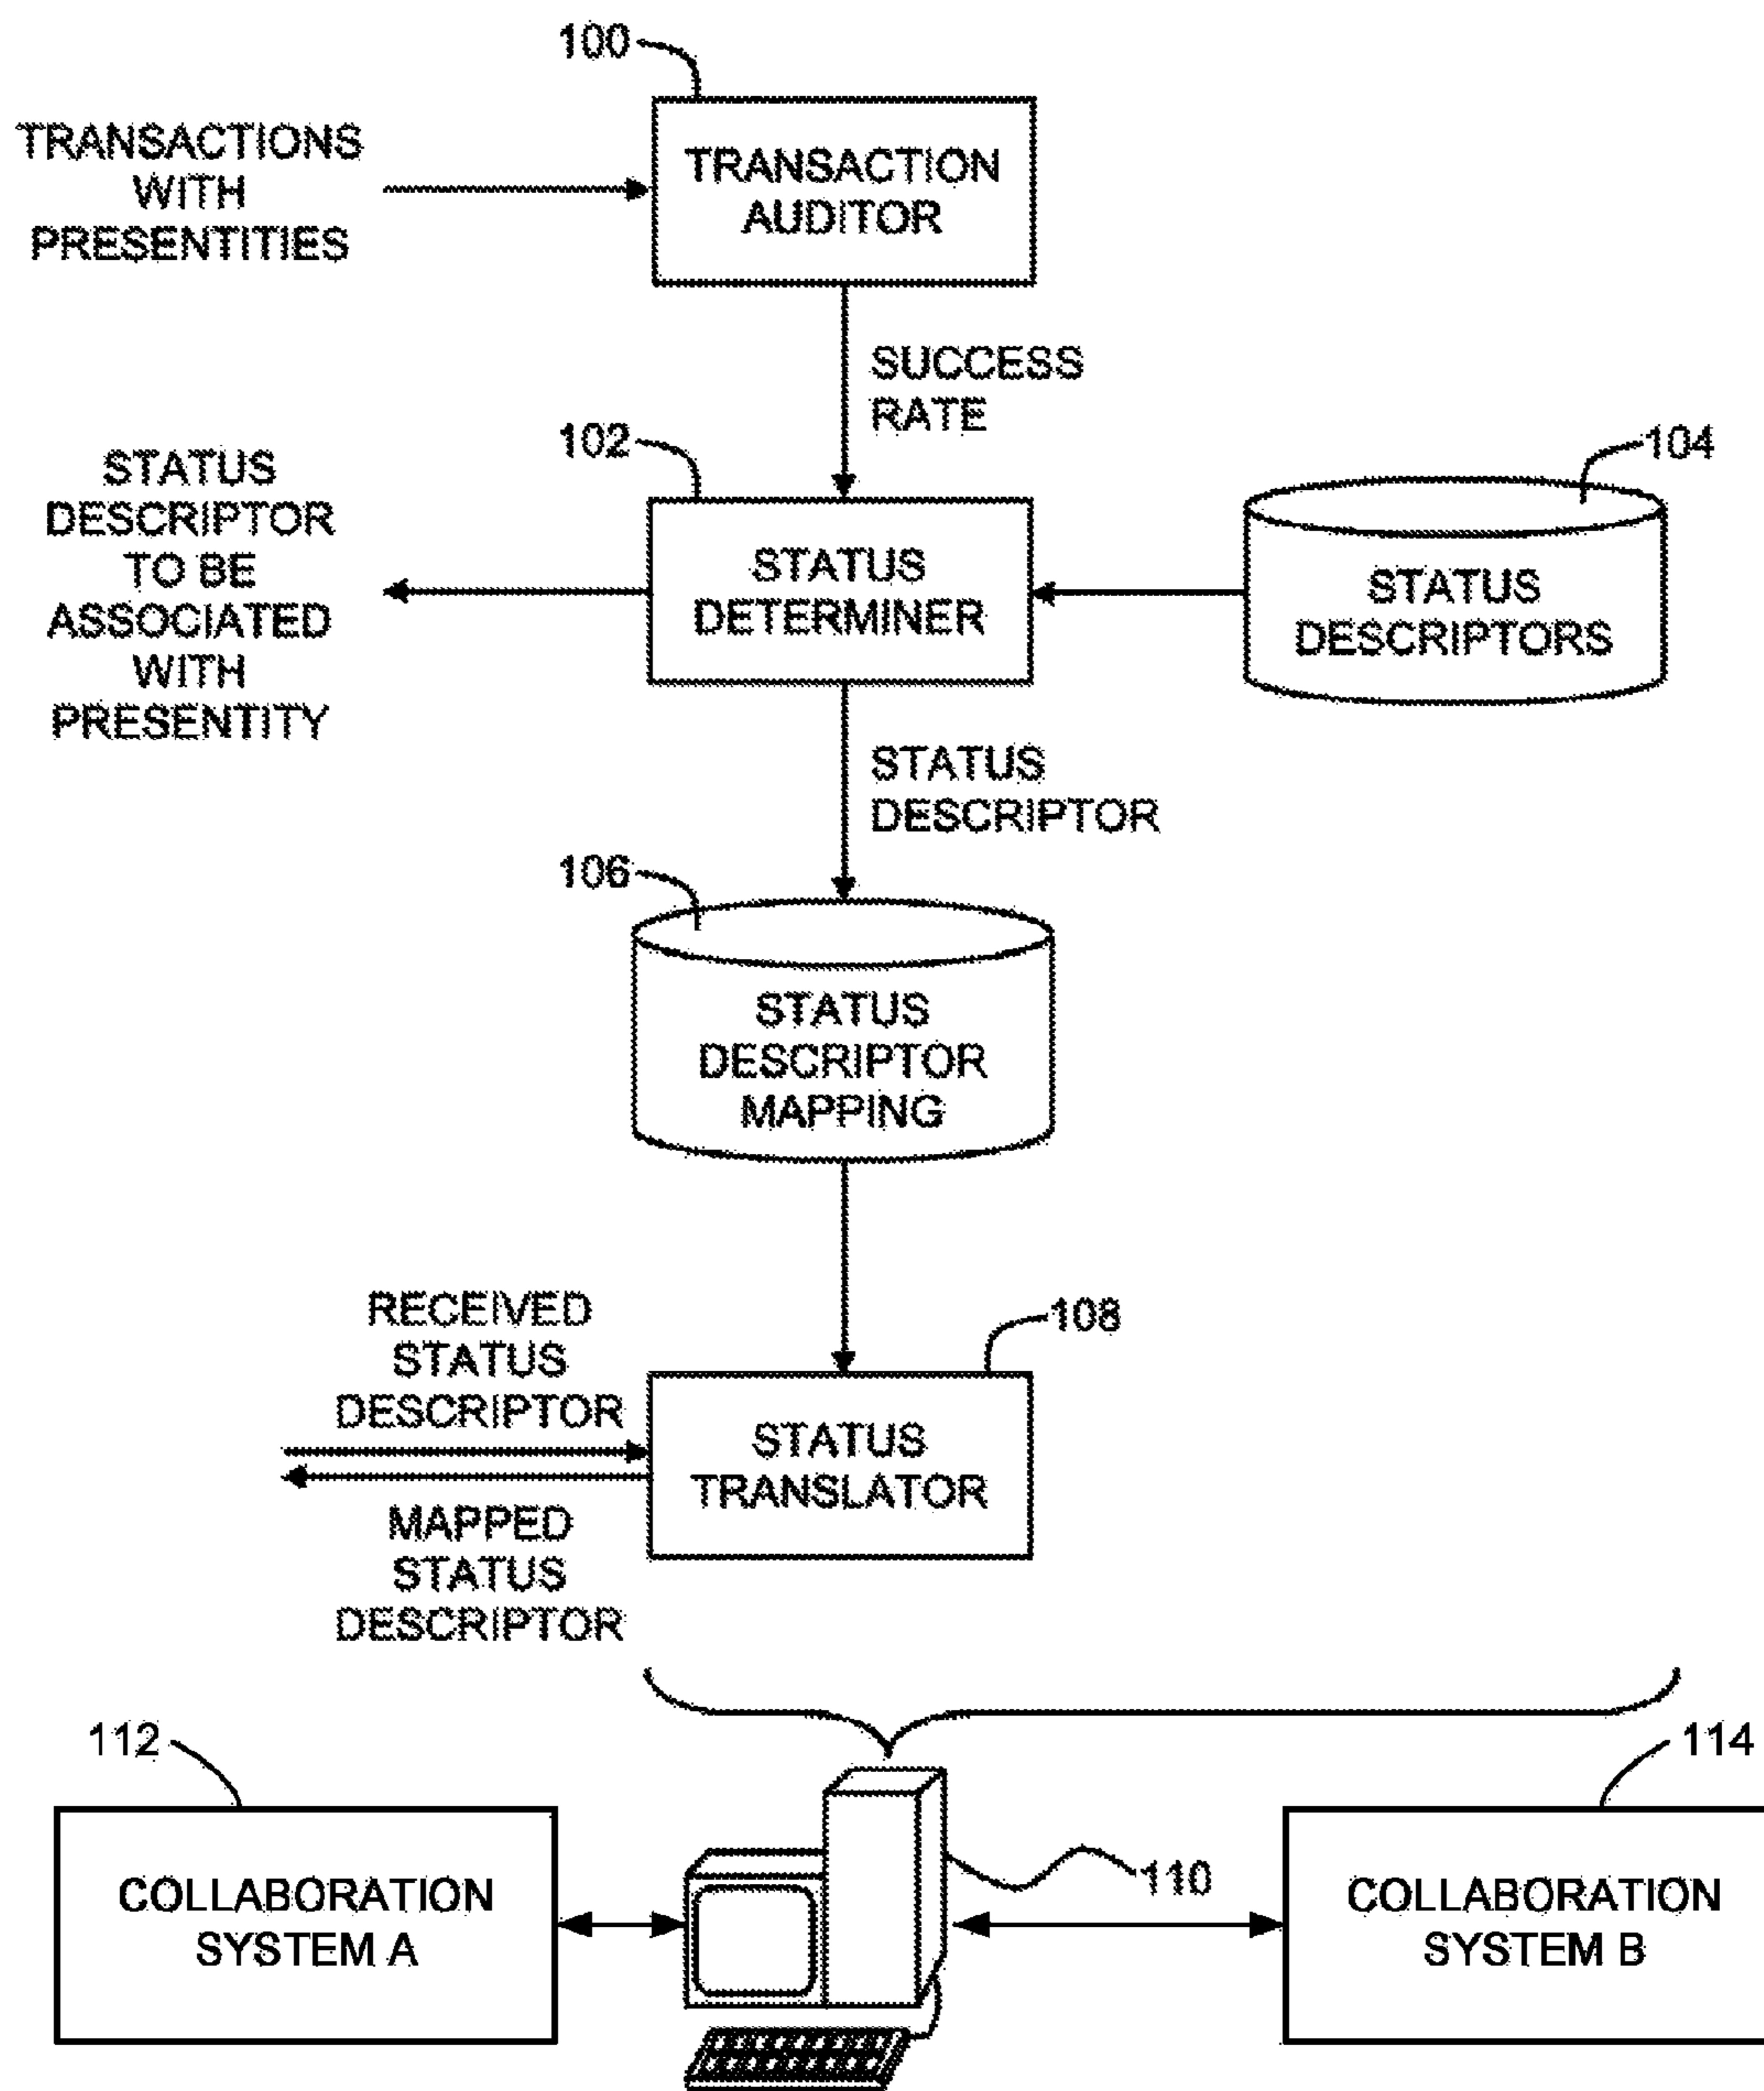 100
TRANSACTIONS
WITH
PRESENTITIES
TRANSACTION
AUDITOR
SUCCESS
RATE
102
104
STATUS
DESCRIPTOR
TO BE
ASSOCIATED
WITH
PRESENTITY
STATUS
DETERMINER
STATUS
DESCRIPTORS
STATUS
DESCRIPTOR
106
STATUS
DESCRIPTOR
MAPPING
RECEIVED
STATUS
DESCRIPTOR
108
STATUS
TRANSLATOR
MAPPED
STATUS
DESCRIPTOR
112
114
COLLABORATION
SYSTEM A
110
COLLABORATION
SYSTEM B